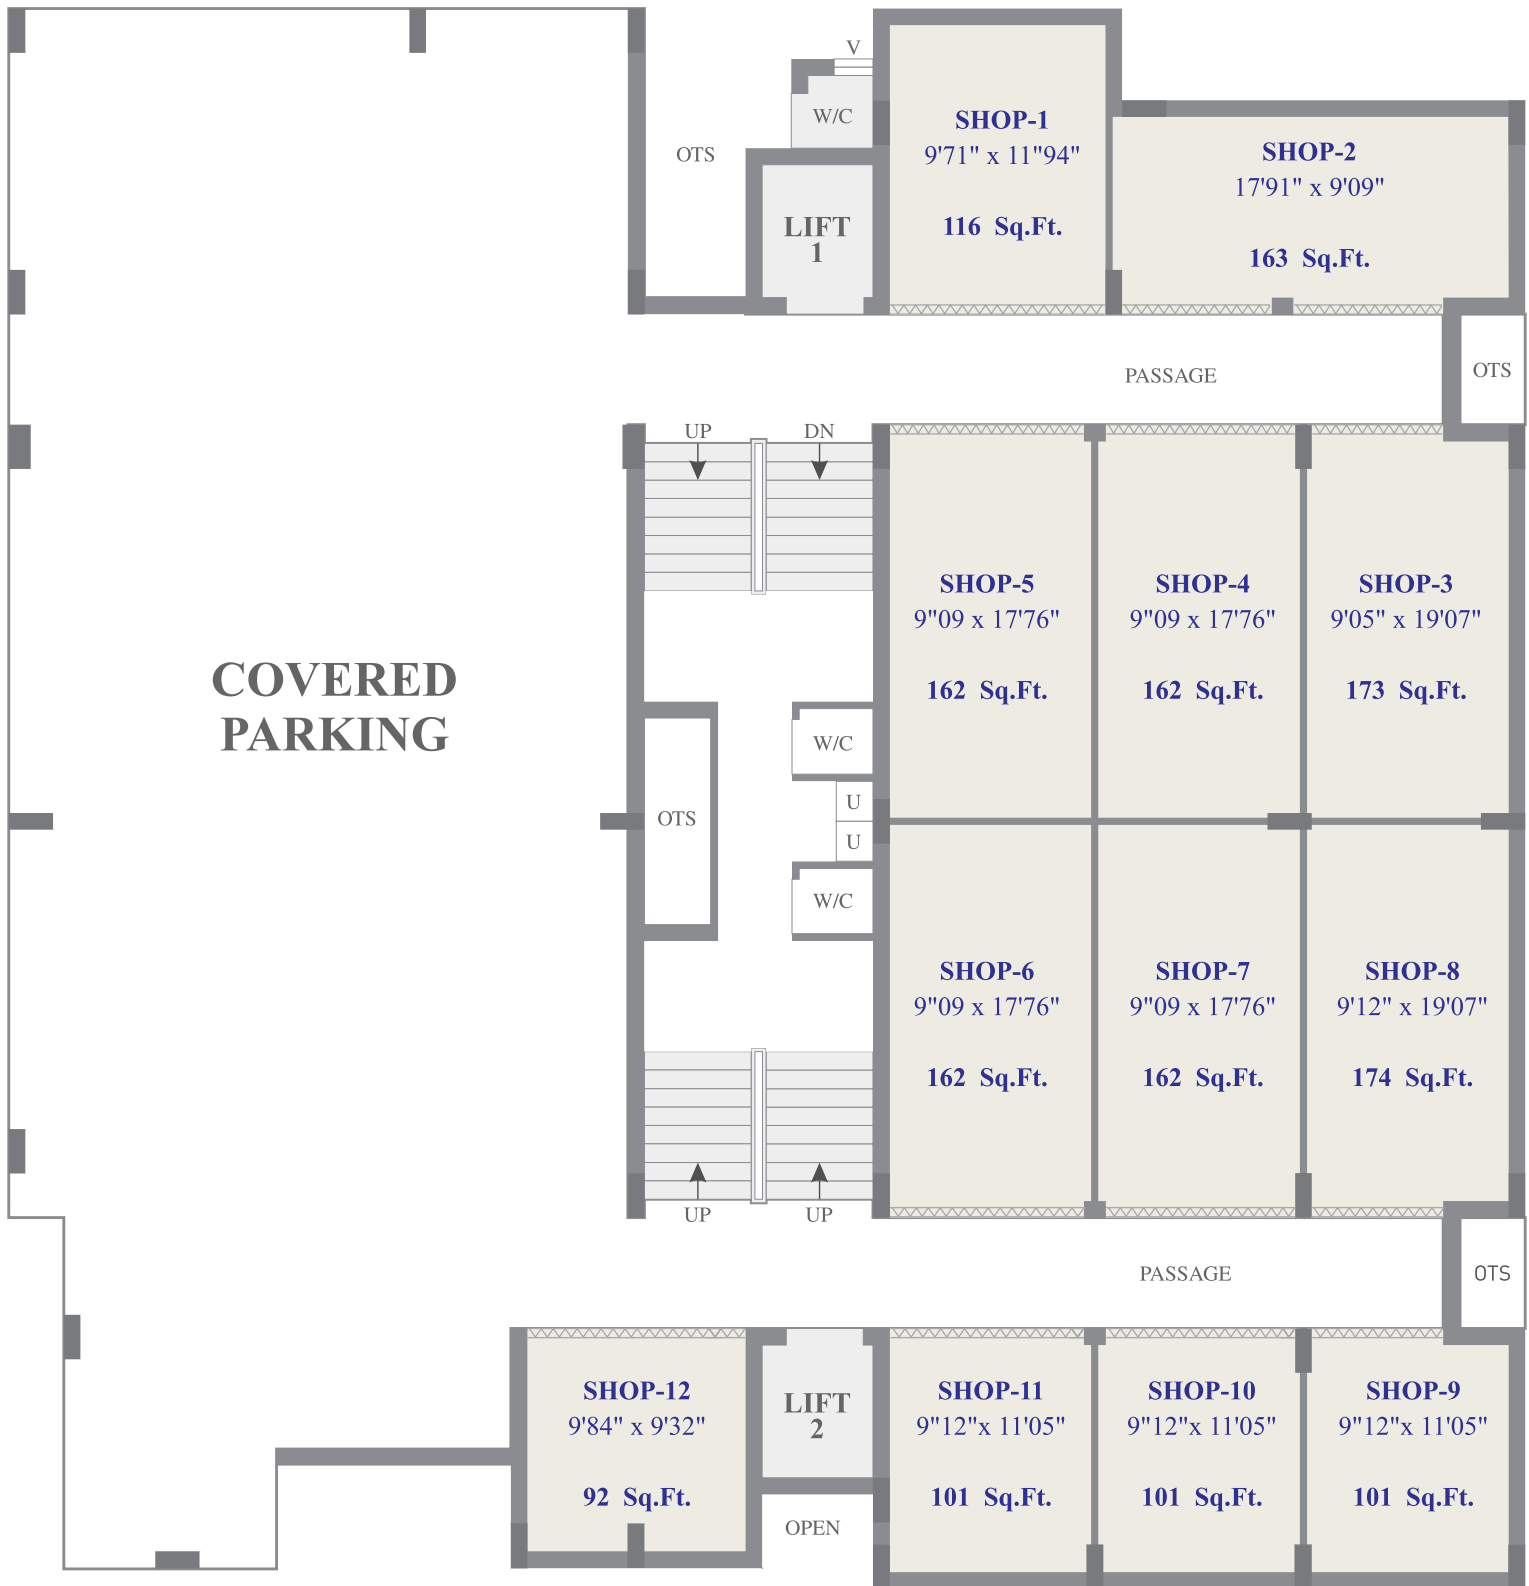 V
W/C
OTS
LIFT
1
SHOP-1
9'71" x 11"94"
116 Sq.Ft.
SHOP-2
17'91" x 9'09"
163 Sq.Ft.
PASSAGE
OTS
UP
DN
SHOP-5
9"09 x 17'76"
162 Sq.Ft.
SHOP-4
9"09 x 17'76"
162 Sq.Ft.
SHOP-3
9'05" x 19'07"
173 Sq.Ft.
COVERED
PARKING
OTS
W/C
U
U
W/C
SHOP-6
9"09 x 17'76"
162 Sq.Ft.
SHOP-7
9"09 x 17'76"
162 Sq.Ft.
SHOP-8
9'12" x 19'07"
174 Sq.Ft.
UP
UP
PASSAGE
OTS
SHOP-12
9'84" x 9'32"
92 Sq.Ft.
LIFT
2
OPEN
SHOP-11
9"12"x 11'05"
101 Sq.Ft.
SHOP-10
9"12"x 11'05"
101 Sq.Ft.
SHOP-9
9"12"x 11'05"
101 Sq.Ft.